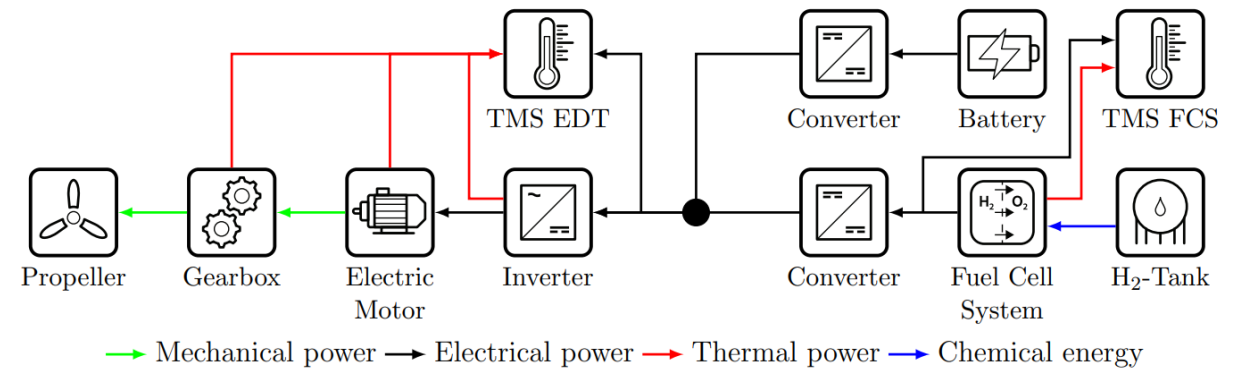 TMS EDT
Converter
Battery
TMS FCS
H₂ O₂
Propeller
Gearbox
Electric
Motor
Inverter
Converter
Fuel Cell
System
H₂-Tank
Mechanical power
Electrical power
Thermal power
Chemical energy